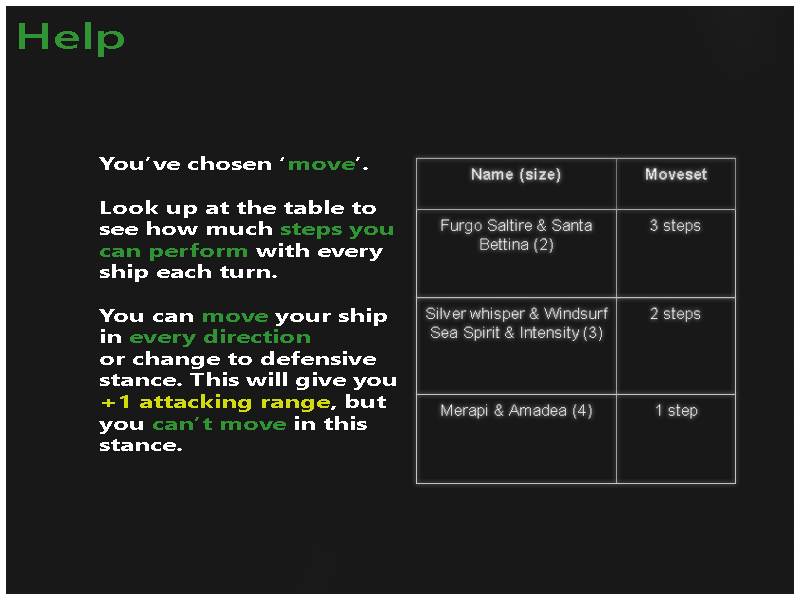 Help
You've chosen 'move'.
Look up at the table to
see how much steps you
can perform with every
ship each turn.
You can move your ship
in every direction
or change to defensive
stance. This will give you
+1 attacking range, but
you can't move in this
stance.
Name (size) Moveset
Furgo Saltire & Santa 3 steps
Bettina (2)
Silver whisper & Windsurf 2 steps
Sea Spirit & Intensity (3)
Merapi & Amadea (4) 1 step